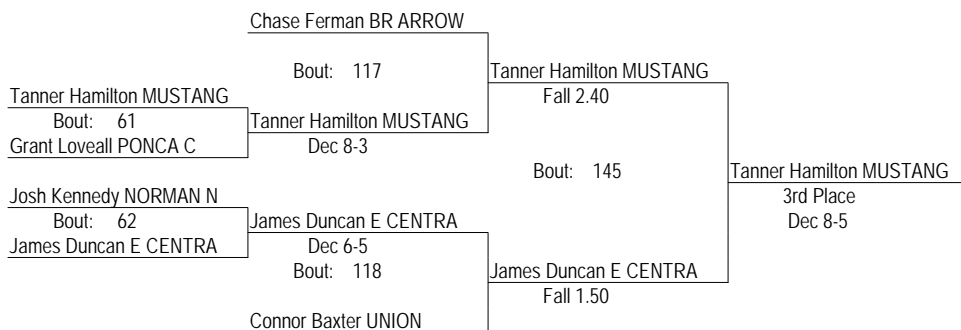 Chase Ferman BR ARROW
Bout: 117
Tanner Hamilton MUSTANG
Fall 2.40
Tanner Hamilton MUSTANG
Bout: 61
Grant Loveall PONCA C
Tanner Hamilton MUSTANG
Dec 8-3
Bout: 145
Tanner Hamilton MUSTANG
3rd Place
Dec 8-5
Josh Kennedy NORMAN N
Bout: 62
James Duncan E CENTRA
James Duncan E CENTRA
Dec 6-5
Bout: 118
James Duncan E CENTRA
Fall 1.50
Connor Baxter UNION